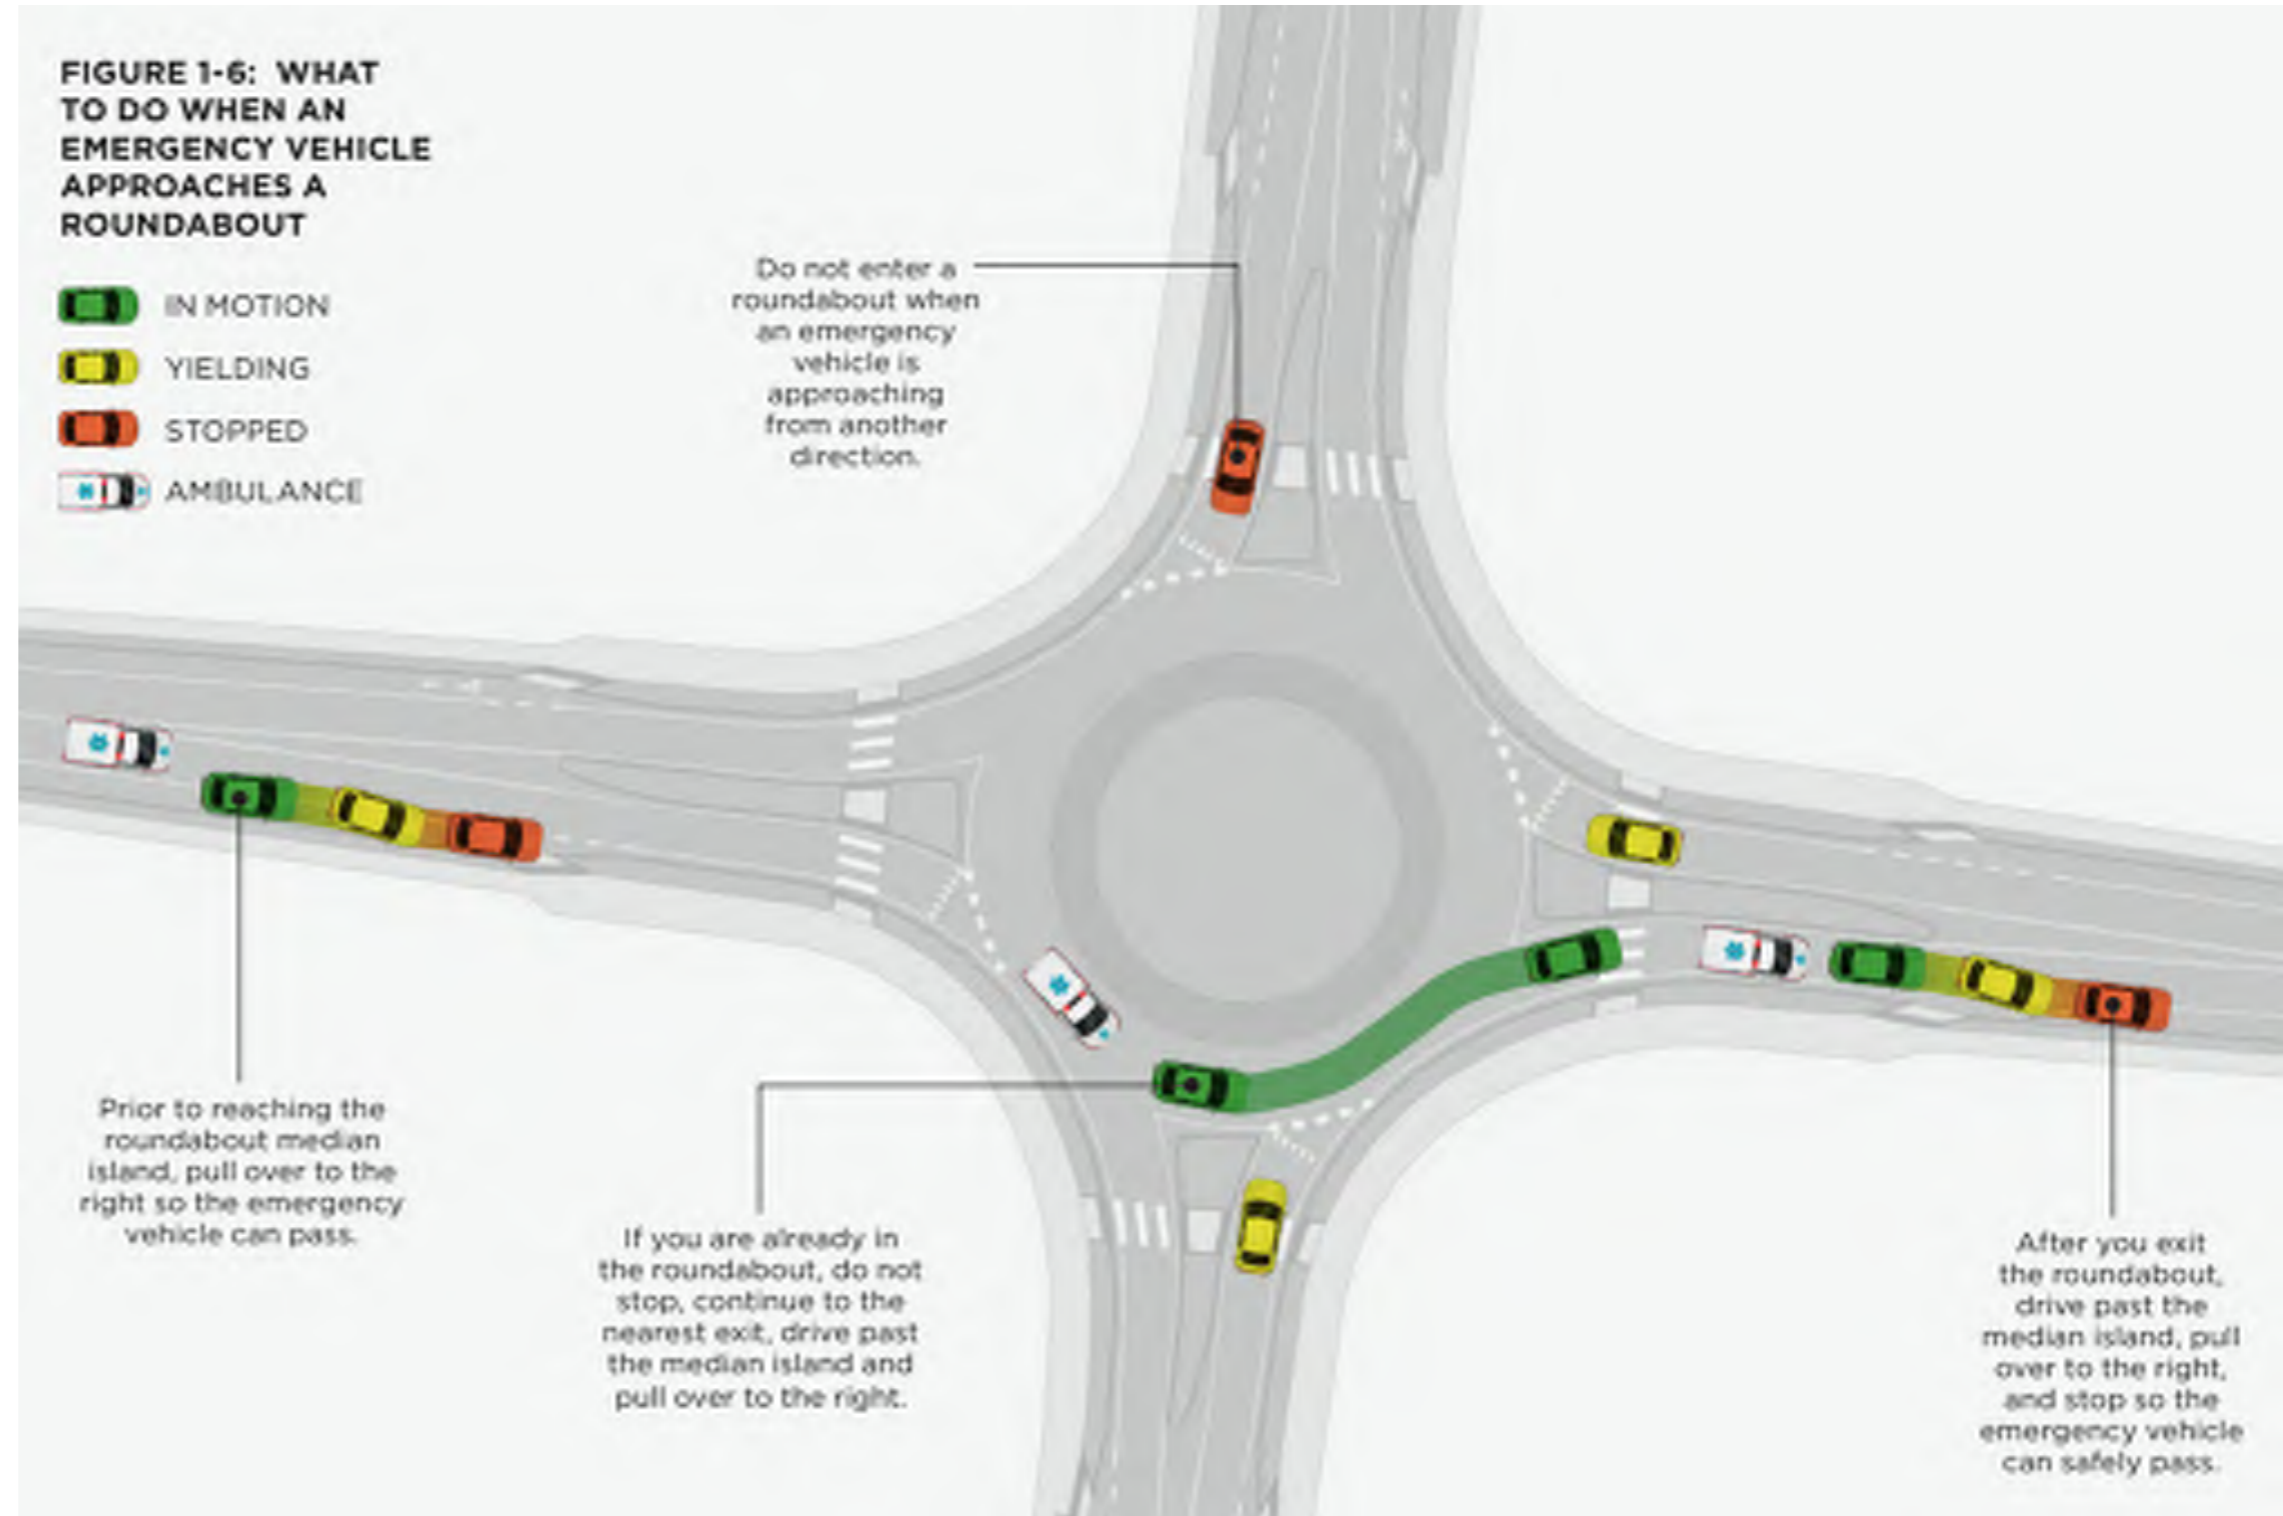 FIGURE 1-6: WHAT
TO DO WHEN AN
EMERGENCY VEHICLE
APPROACHES A
ROUNDABOUT
IN MOTION
YIELDING
STOPPED
AMBULANCE
Do not enter a
roundabout when
an emergency
vehicle is
approaching
from another
direction.
Prior to reaching the
roundabout median
island, pull over to the
right so the emergency
vehicle can pass.
If you are already in
the roundabout, do not
stop, continue to the
nearest exit, drive past
the median island and
pull over to the right.
After you exit
the roundabout,
drive past the
median island, pull
over to the right,
and stop so the
emergency vehicle
can safely pass.